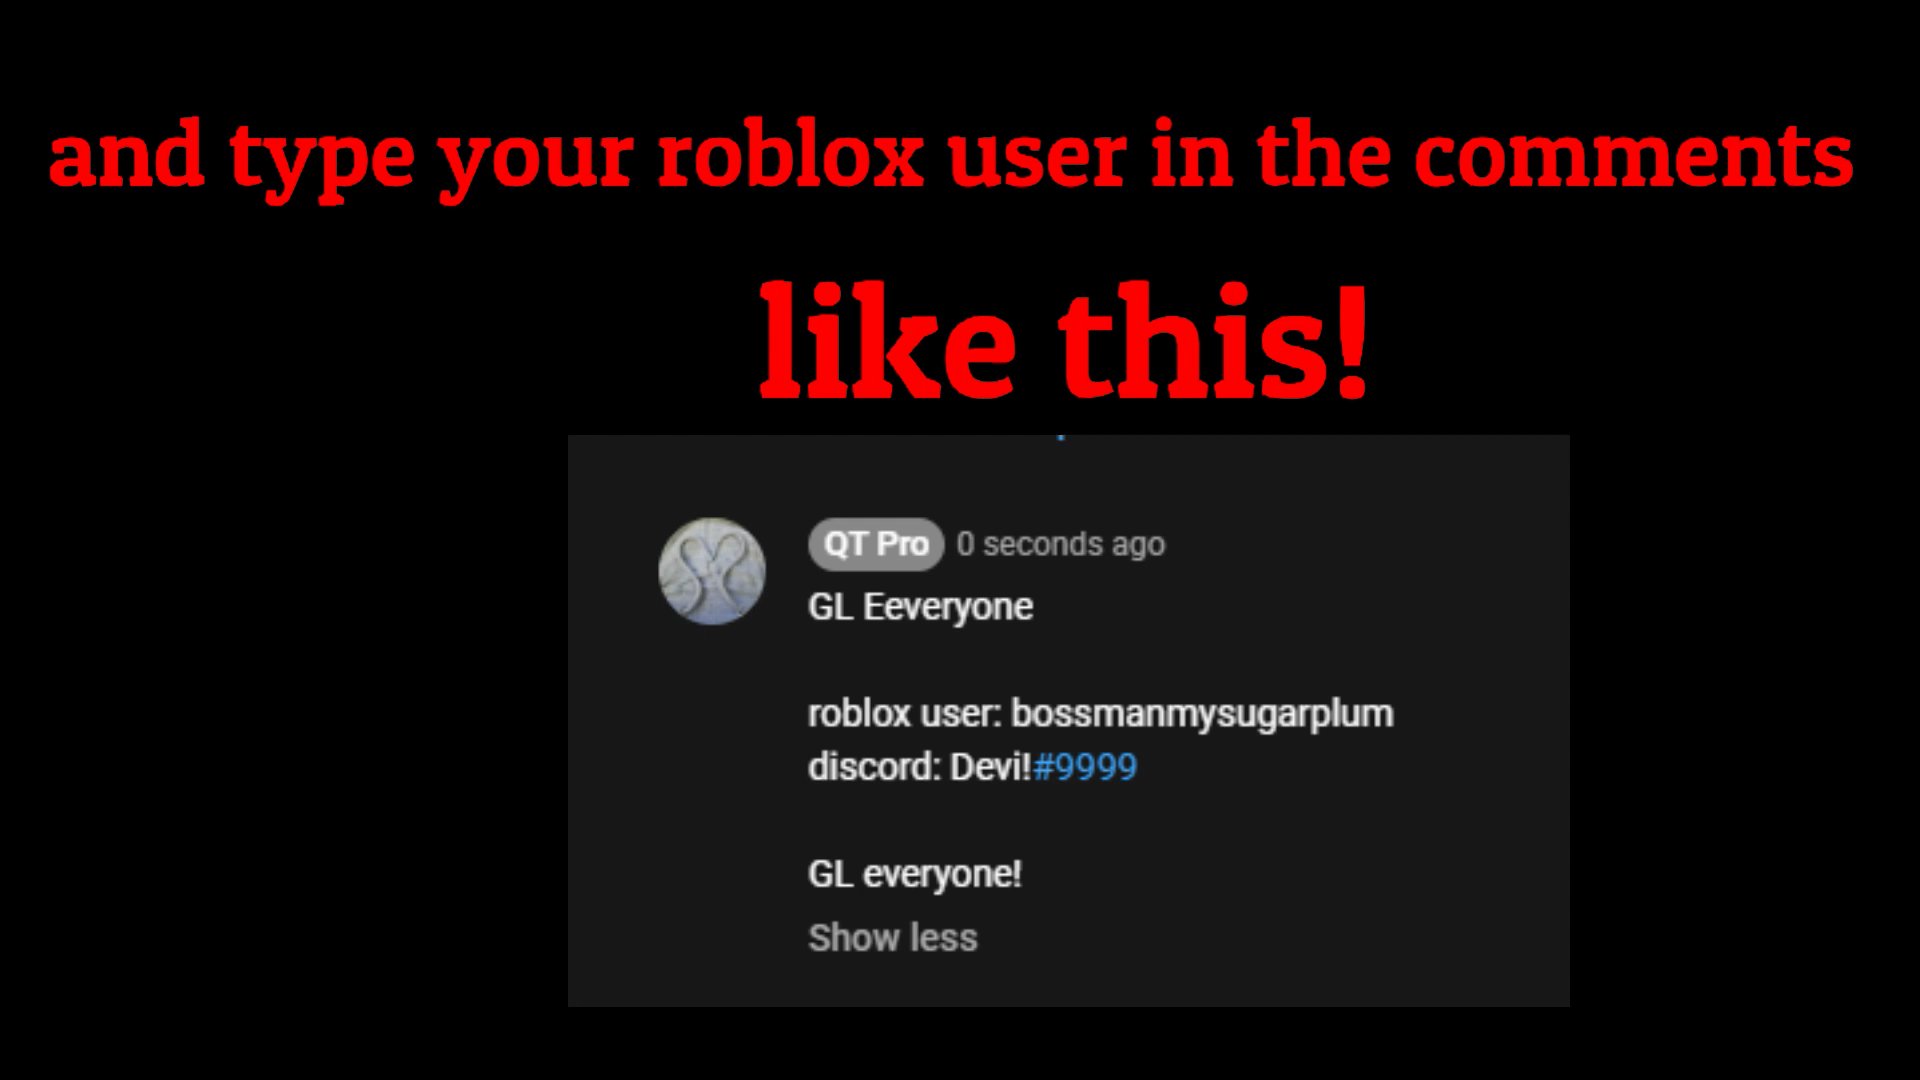 and type your roblox user in the comments
like this!
QT Pro 0 seconds ago
GL Eeveryone
roblox user: bossmanmysugarplum
discord: Devi!#9999
GL everyone!
Show less